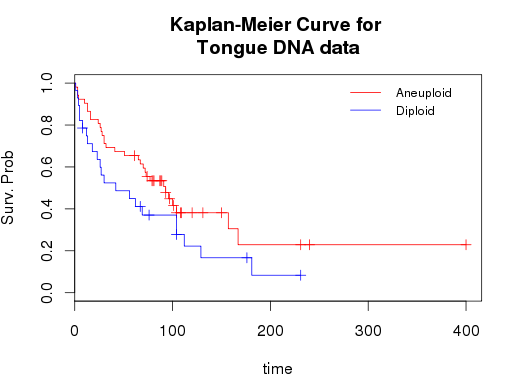 Kaplan-Meier Curve for
Tongue DNA data
Aneuploid
Diploid
Surv. Prob
1.0
0.8
0.6
0.4
0.2
0.0
0 100 200 300 400
time